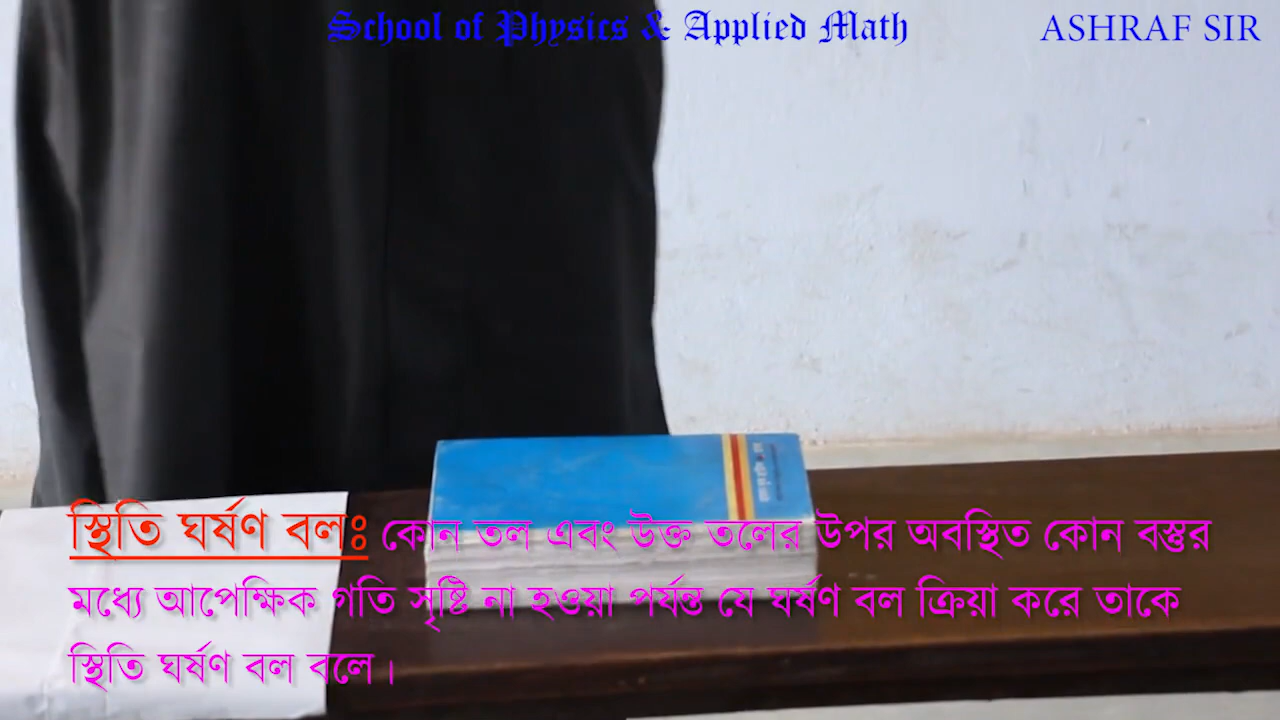 School of Physics & Applied Math
ASHRAF SIR
স্থিতি ঘর্ষণ বলঃ কোন তল এবং উক্ত তলের উপর অবস্থিত কোন বস্তুর
মধ্যে আপেক্ষিক গতি সৃষ্টি না হওয়া পর্যন্ত যে ঘর্ষণ বল ক্রিয়া করে তাকে
স্থিতি ঘর্ষণ বল বলে।